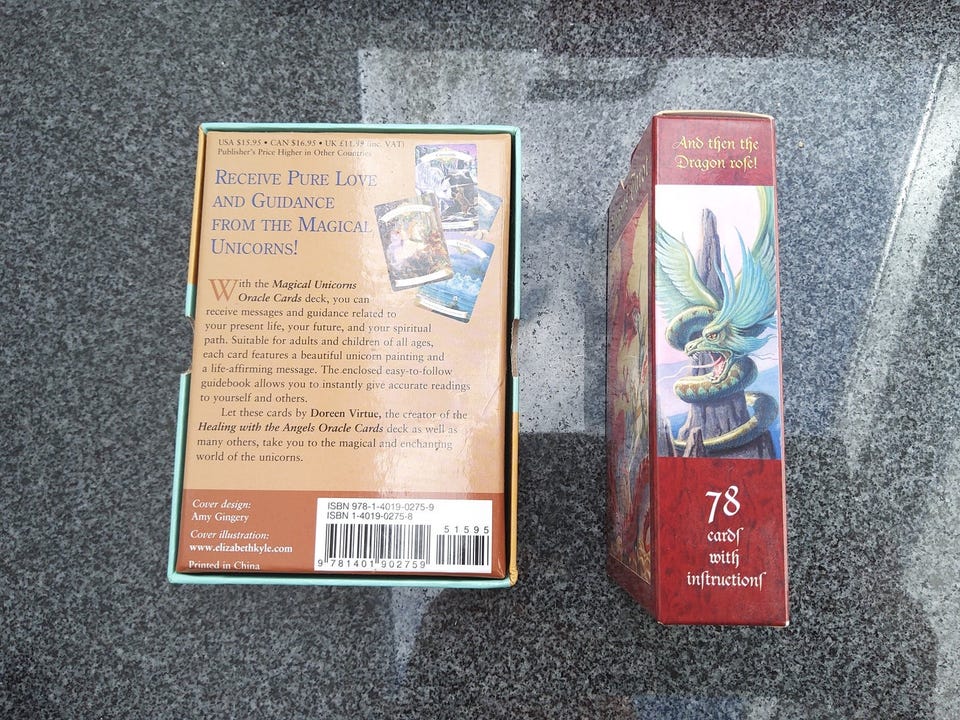 USA $15.95 • CAN $16.95 • UK £11.99 (inc. VAT)
Publisher's Price Higher in Other Countries
RECEIVE PURE LOVE
AND GUIDANCE
FROM THE MAGICAL
UNICORNS!
With the Magical Unicorns
Oracle Cards deck, you can
receive messages and guidance related to
your present life, your future, and your spiritual
path. Suitable for adults and children of all ages,
each card features a beautiful unicorn painting and
a life-affirming message. The enclosed easy-to-follow
guidebook allows you to instantly give accurate readings
to yourself and others.
Let these cards by Doreen Virtue, the creator of the
Healing with the Angels Oracle Cards deck as well as
many others, take you to the magical and enchanting
world of the unicorns.
Cover design:
Amy Gingery
Cover illustration:
www.elizabethkyle.com
Printed in China
ISBN 978-1-4019-0275-9
ISBN 1-4019-0275-8
51595
9 781401 902759
And then the
Dragon rose!
78
cards
with
instructions